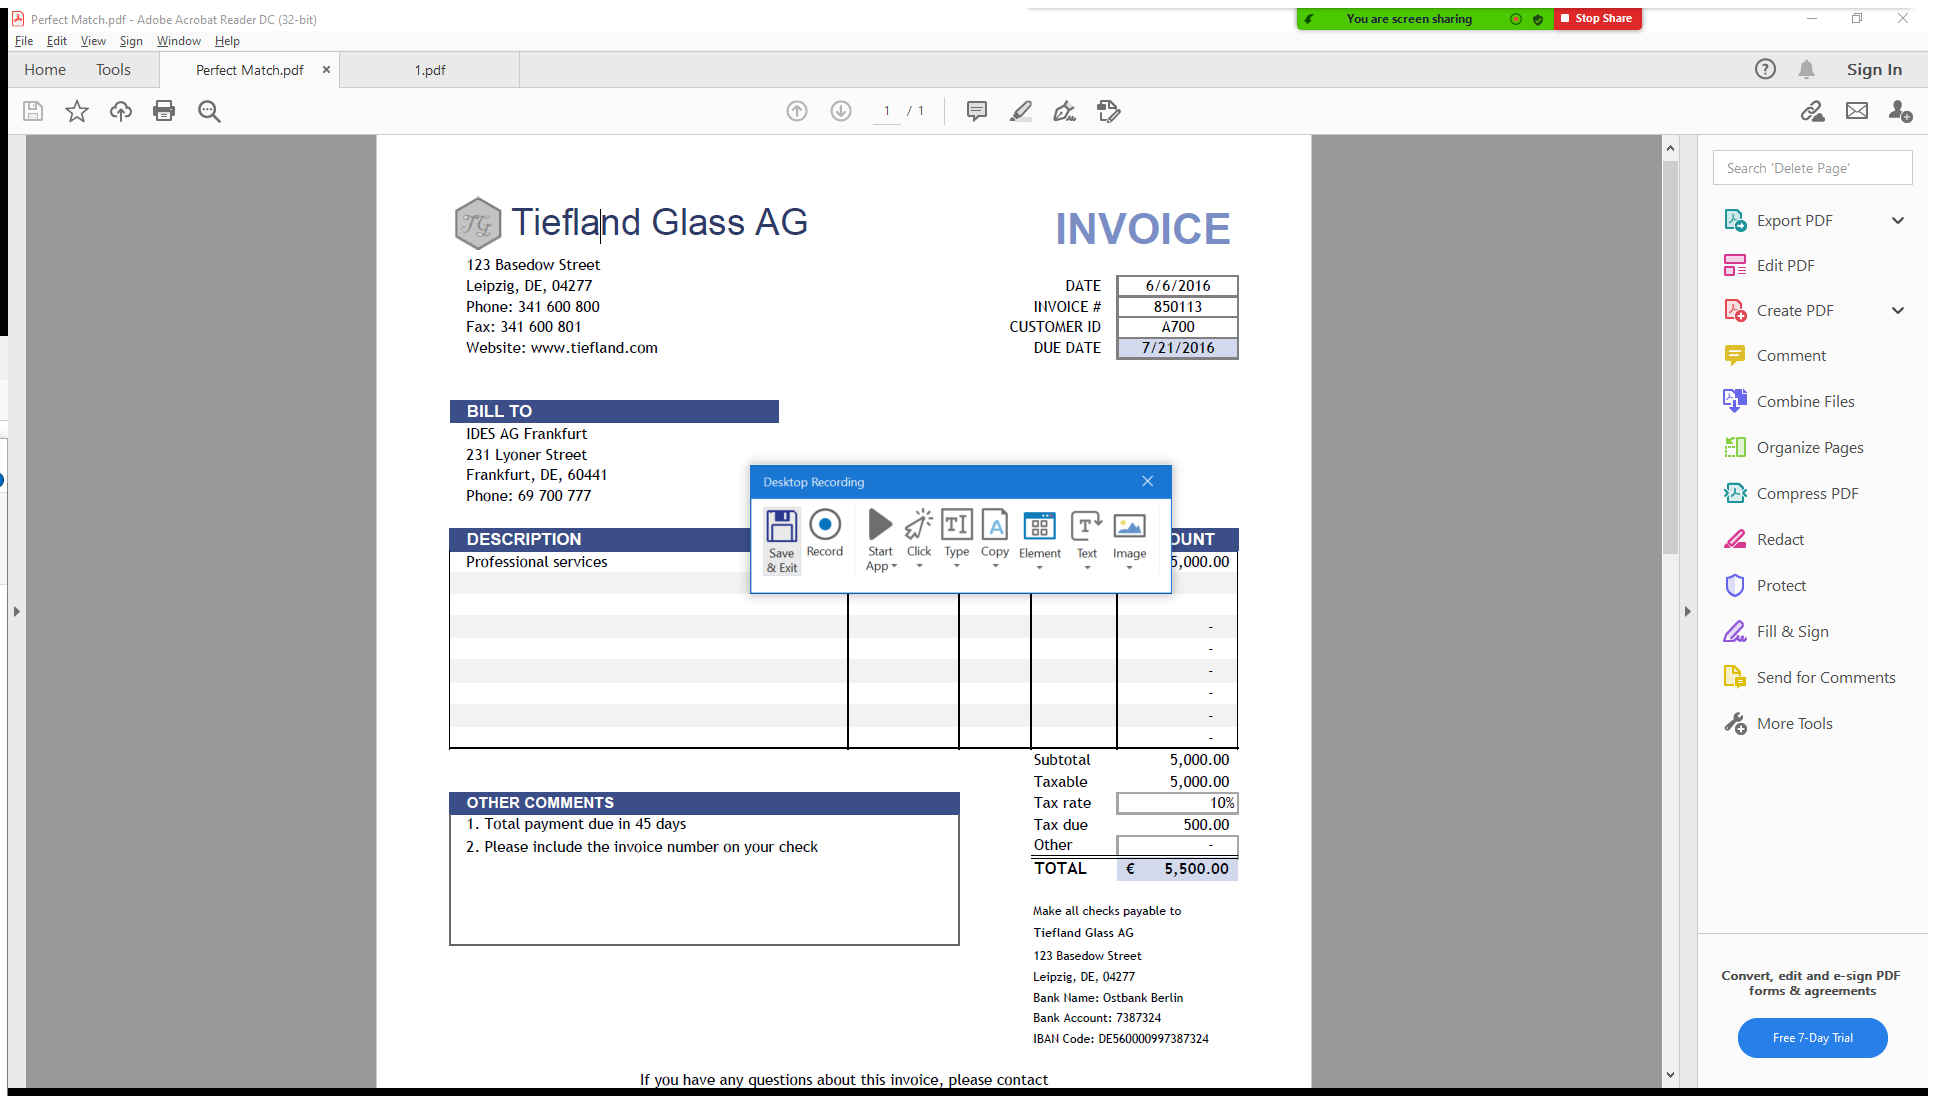 Perfect Match.pdf - Adobe Acrobat Reader DC (32-bit)
You are screen sharing
Stop Share
File Edit View Sign Window Help
Home Tools Perfect Match.pdf 1.pdf Sign In
1 / 1
Search 'Delete Page'
Export PDF
Edit PDF
Create PDF
Comment
Combine Files
Organize Pages
Compress PDF
Redact
Protect
Fill & Sign
Send for Comments
More Tools
Convert, edit and e-sign PDF
forms & agreements
Free 7-Day Trial
TG Tiefland Glass AG
INVOICE
123 Basedow Street
Leipzig, DE, 04277
Phone: 341 600 800
Fax: 341 600 801
Website: www.tiefland.com
DATE 6/6/2016
INVOICE # 850113
CUSTOMER ID A700
DUE DATE 7/21/2016
BILL TO
IDES AG Frankfurt
231 Lyoner Street
Frankfurt, DE, 60441
Phone: 69 700 777
Desktop Recording
Save & Exit
Record
Start App
Click
Type
Copy
Element
Text
Image
DESCRIPTION OUNT
Professional services 5,000.00
-
-
-
-
-
-
Subtotal 5,000.00
Taxable 5,000.00
Tax rate 10%
Tax due 500.00
Other -
TOTAL € 5,500.00
OTHER COMMENTS
1. Total payment due in 45 days
2. Please include the invoice number on your check
Make all checks payable to
Tiefland Glass AG
123 Basedow Street
Leipzig, DE, 04277
Bank Name: Ostbank Berlin
Bank Account: 7387324
IBAN Code: DE560000997387324
If you have any questions about this invoice, please contact